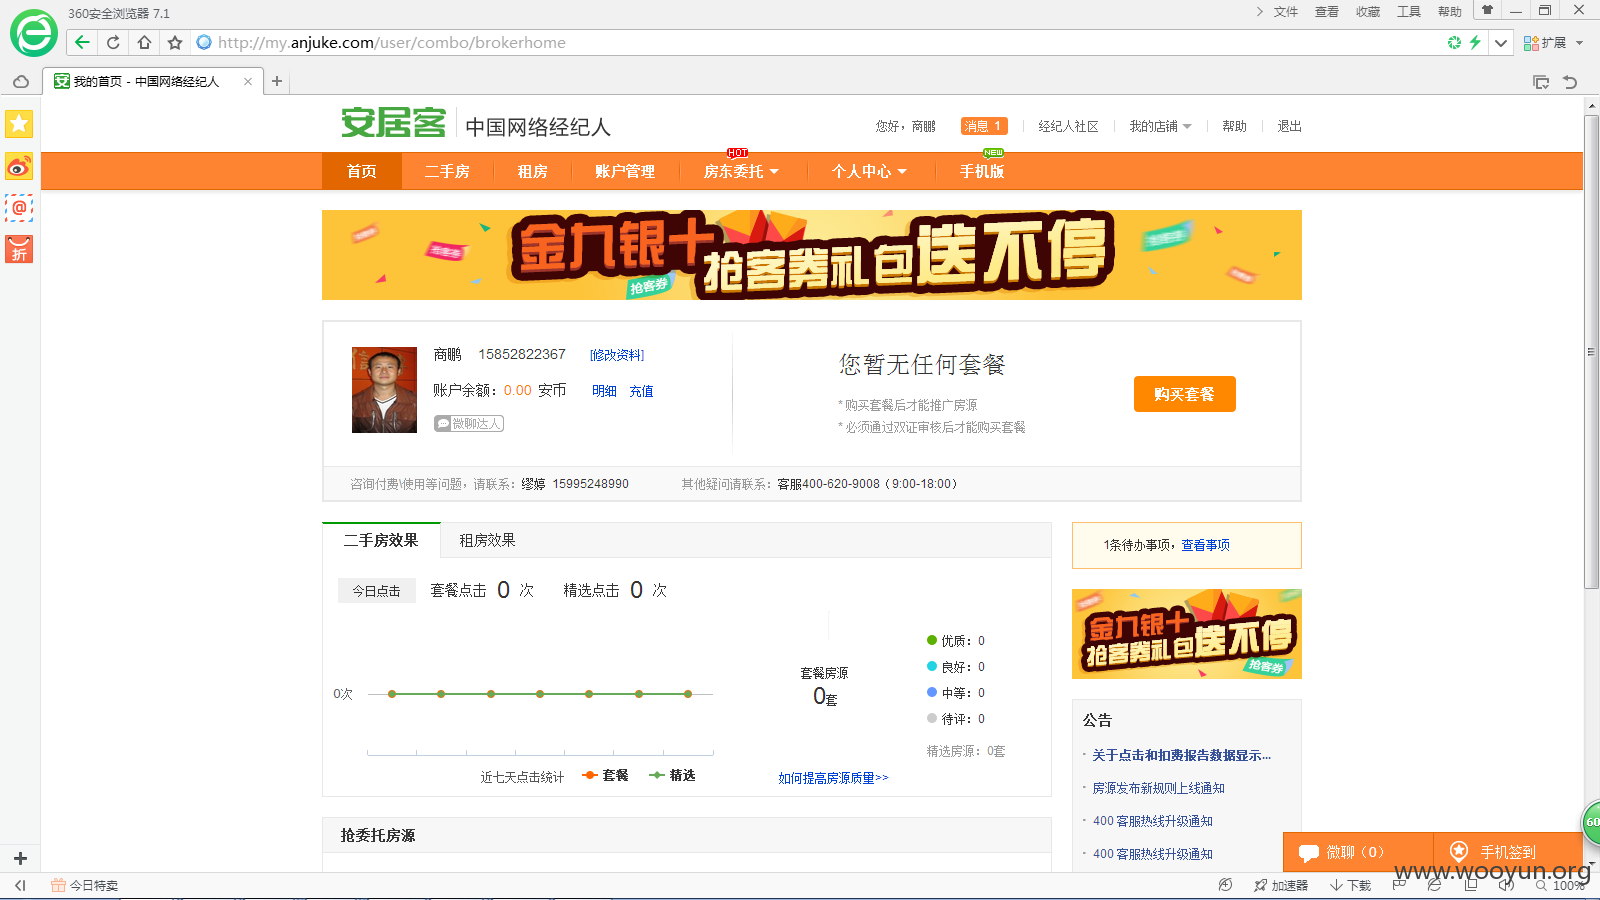 360安全浏览器 7.1
文件 查看 收藏 工具 帮助
http://my.anjuke.com/user/combo/brokerhome
扩展
我的首页 - 中国网络经纪人
安居客 中国网络经纪人
您好，商鹏 消息 1 经纪人社区 我的店铺 帮助 退出
HOT NEW
首页 二手房 租房 账户管理 房东委托 个人中心 手机版
折
金九银十
抢客券礼包送不停
抢客券
商鹏 15852822367 [修改资料]
账户余额：0.00 安币 明细 充值
微聊达人
您暂无任何套餐
* 购买套餐后才能推广房源
* 必须通过双证审核后才能购买套餐
购买套餐
咨询付费\使用等问题，请联系：缪婷 15995248990 其他疑问请联系：客服400-620-9008（9:00-18:00）
二手房效果 租房效果
今日点击 套餐点击 0 次 精选点击 0 次
0次
近七天点击统计 套餐 精选
套餐房源
0套
优质：0
良好：0
中等：0
待评：0
精选房源：0套
如何提高房源质量>>
抢委托房源
1条待办事项，查看事项
金九银十
抢客券礼包送不停
抢客券
公告
· 关于点击和扣费报告数据显示...
· 房源发布新规则上线通知
· 400 客服热线升级通知
· 400 客服热线升级通知
60
微聊（0） 手机签到
www.wooyun.org
今日特卖
加速器 下载 100%